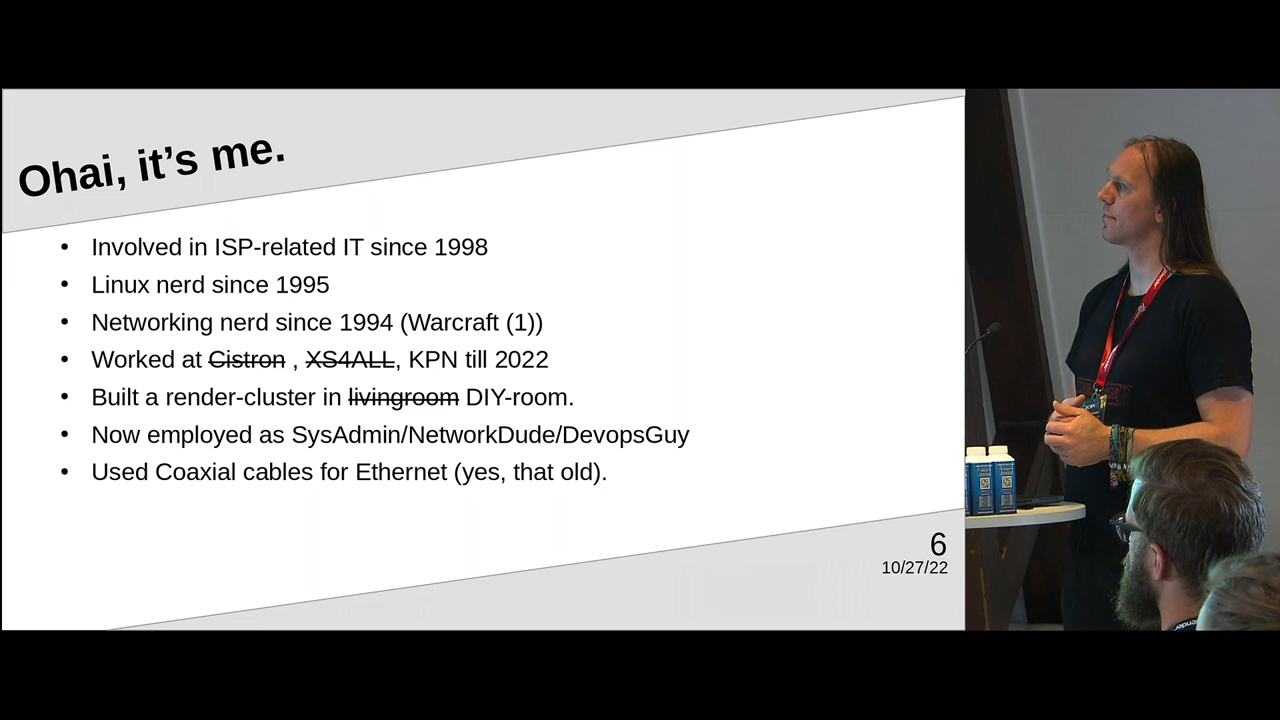 Ohai, it’s me.
• Involved in ISP-related IT since 1998
• Linux nerd since 1995
• Networking nerd since 1994 (Warcraft (1))
• Worked at Cistron , XS4ALL, KPN till 2022
• Built a render-cluster in livingroom DIY-room.
• Now employed as SysAdmin/NetworkDude/DevopsGuy
• Used Coaxial cables for Ethernet (yes, that old).
6
10/27/22